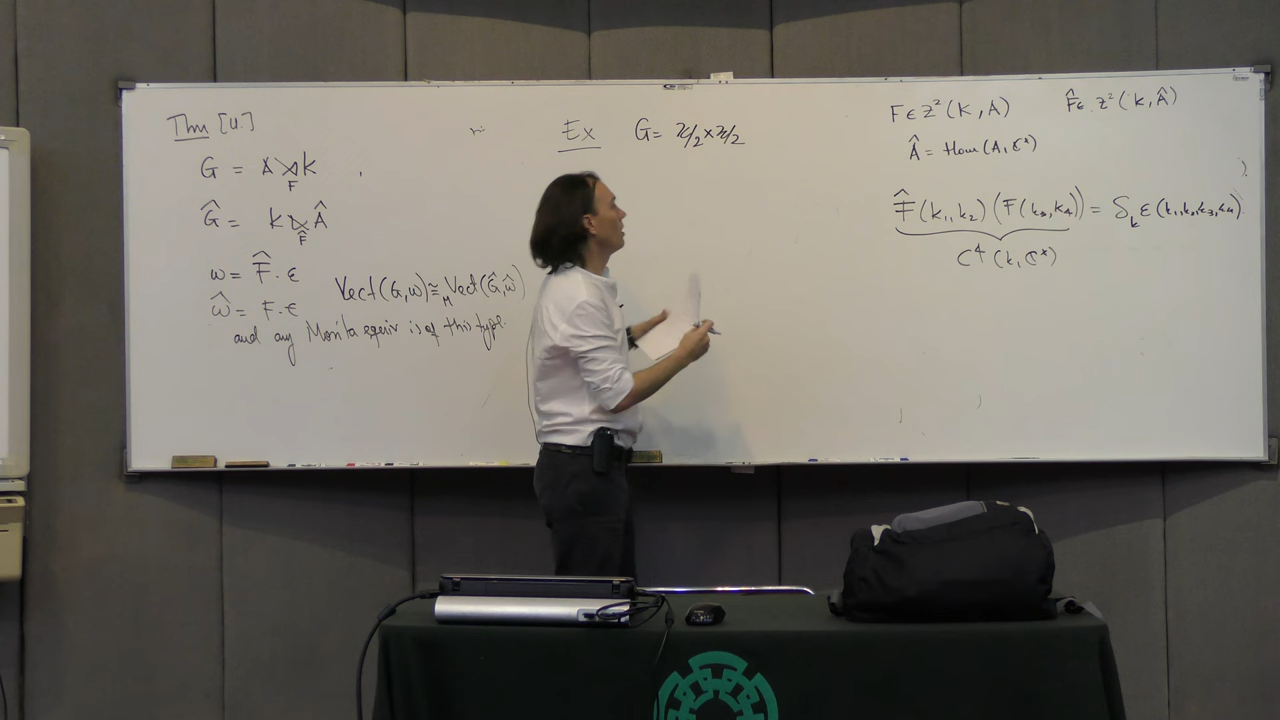 Thm [U.]
G = A ⋊_F K ,
Ĝ = K ⋉_F̂ Â
ω = F̂ · ε
ω̂ = F · ε
Vect(G,ω) ≅_M Vect(Ĝ,ω̂)
and any Morita equiv is of this type.
Ex G = Z/2 × Z/2
F ∈ Z²(K, A) F̂ ∈ Z²(K, Â)
Â = Hom(A, C^x)
F̂(k₁,k₂)(F(k₃,k₄)) = δ_K ε(k₁,k₂,k₃,k₄)
C⁴(K, C^x)